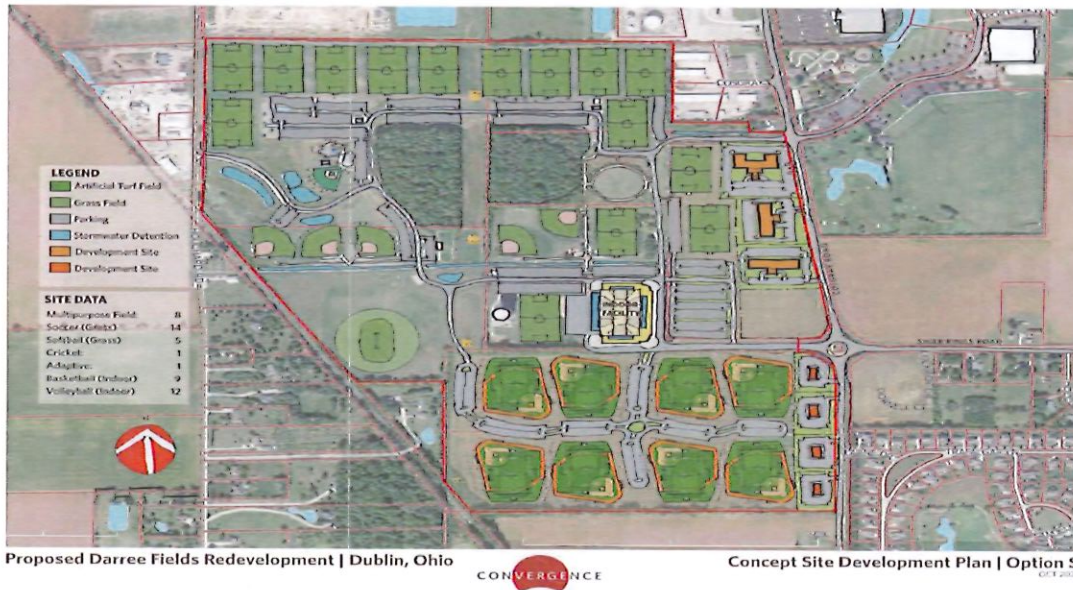 LEGEND
Artificial Turf Field
Grass Field
Parking
Stormwater Detention
Development Site
Development Site
SITE DATA
Multipurpose Field: 8
Soccer (Grass) 14
Softball (Grass) 5
Cricket: 1
Adaptive: 1
Basketball (Indoor) 9
Volleyball (Indoor) 12
INDOOR
FACILITY
Proposed Darree Fields Redevelopment | Dublin, Ohio
CONVERGENCE
Concept Site Development Plan | Option